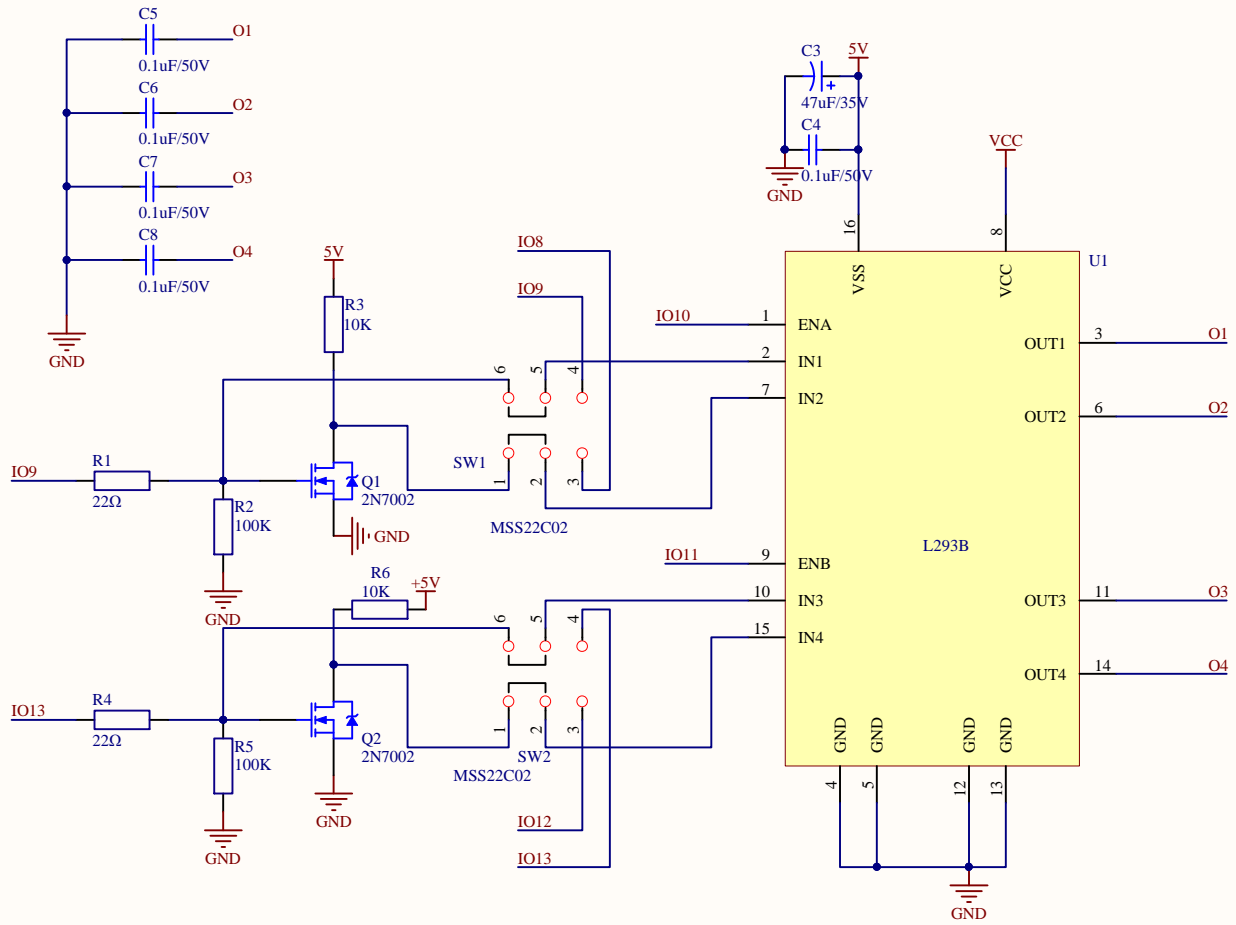 C5
O1
0.1uF/50V
C6
O2
0.1uF/50V
C7
O3
0.1uF/50V
C8
O4
0.1uF/50V
GND
C3
5V
47uF/35V
C4
0.1uF/50V
GND
VCC
16
8
VSS
VCC
U1
IO8
IO9
IO10
1
ENA
2
IN1
7
IN2
OUT1
3
O1
OUT2
6
O2
5V
R3
10K
6
5
4
SW1
1
2
3
MSS22C02
IO9
R1
22Ω
R2
100K
GND
Q1
2N7002
GND
L293B
IO11
9
ENB
10
IN3
15
IN4
OUT3
11
O3
OUT4
14
O4
R6
10K
+5V
6
5
4
1
2
3
SW2
MSS22C02
IO13
R4
22Ω
R5
100K
GND
Q2
2N7002
GND
IO12
IO13
GND
GND
GND
GND
4
5
12
13
GND